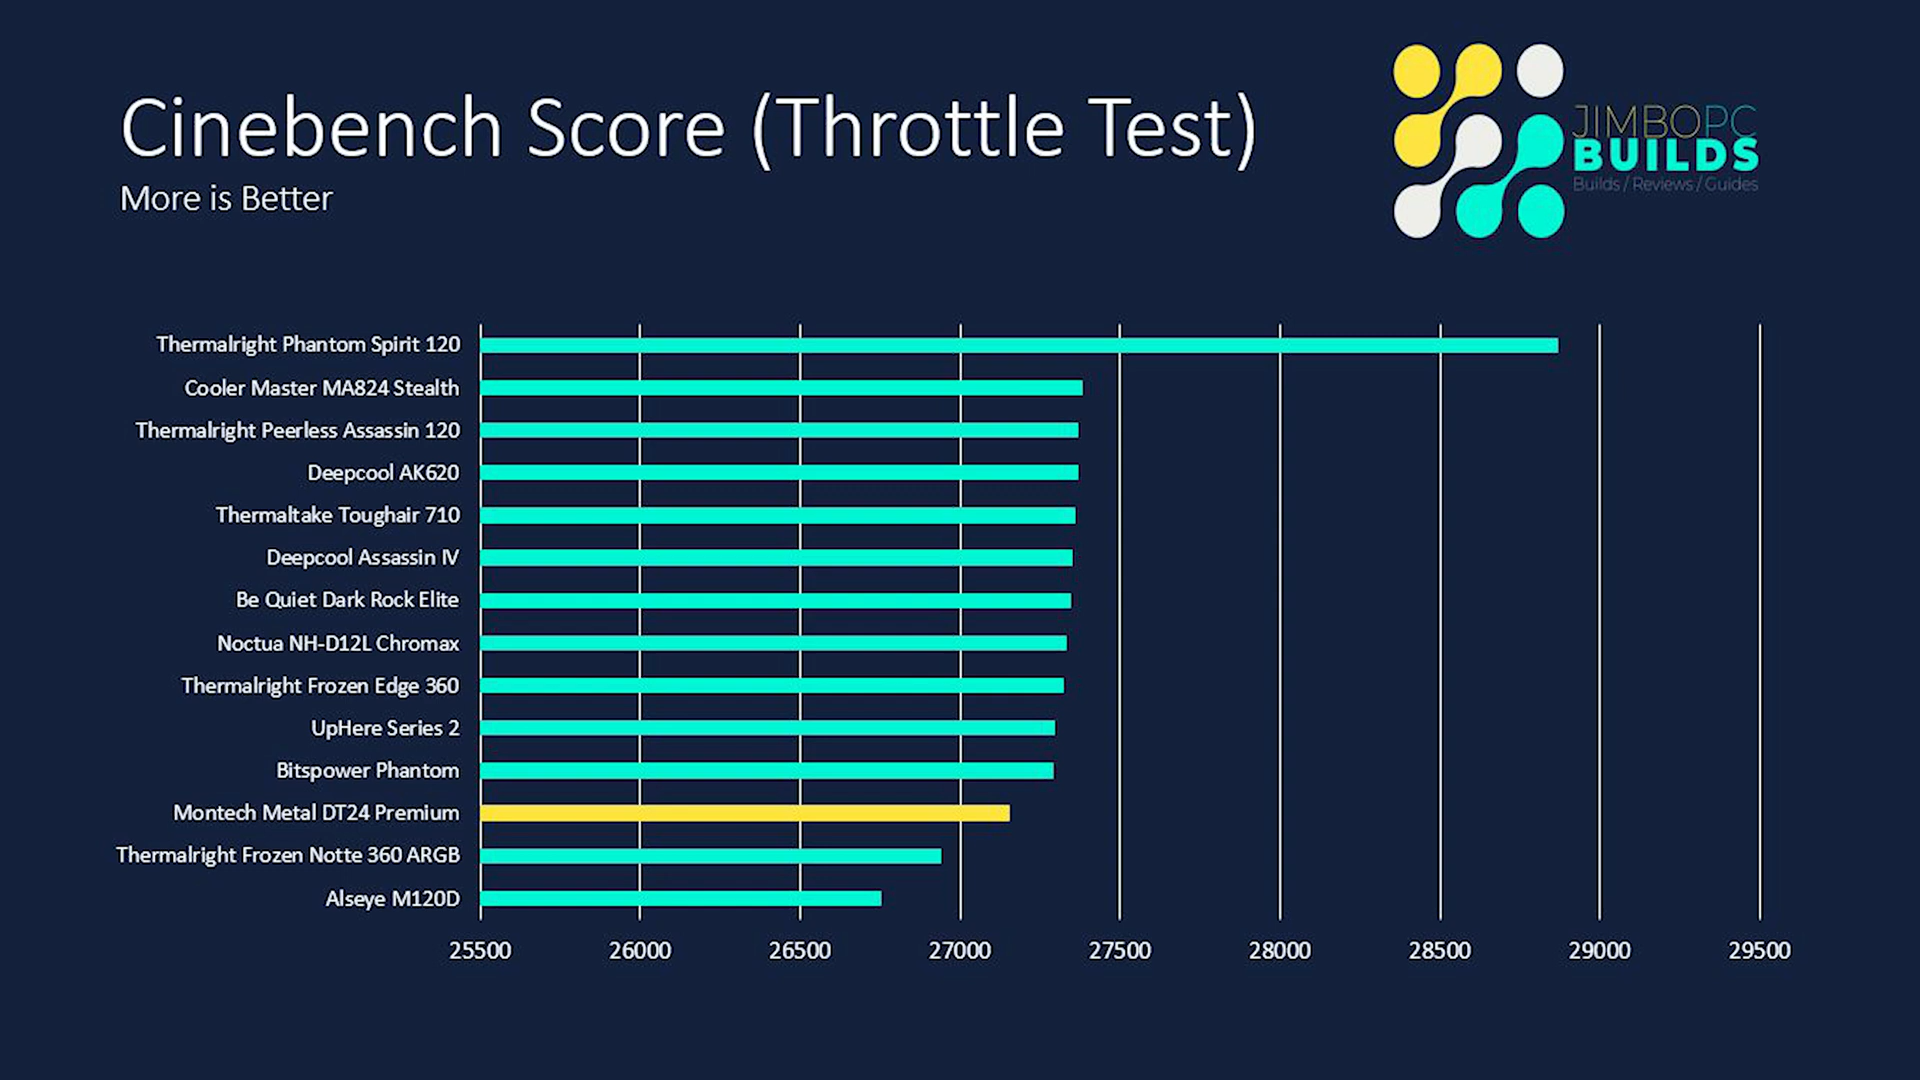 Cinebench Score (Throttle Test)
More is Better
JIMBOPC
BUILDS
Builds / Reviews / Guides
Thermalright Phantom Spirit 120
Cooler Master MA824 Stealth
Thermalright Peerless Assassin 120
Deepcool AK620
Thermaltake Toughair 710
Deepcool Assassin IV
Be Quiet Dark Rock Elite
Noctua NH-D12L Chromax
Thermalright Frozen Edge 360
UpHere Series 2
Bitspower Phantom
Montech Metal DT24 Premium
Thermalright Frozen Notte 360 ARGB
Alseye M120D
25500 26000 26500 27000 27500 28000 28500 29000 29500